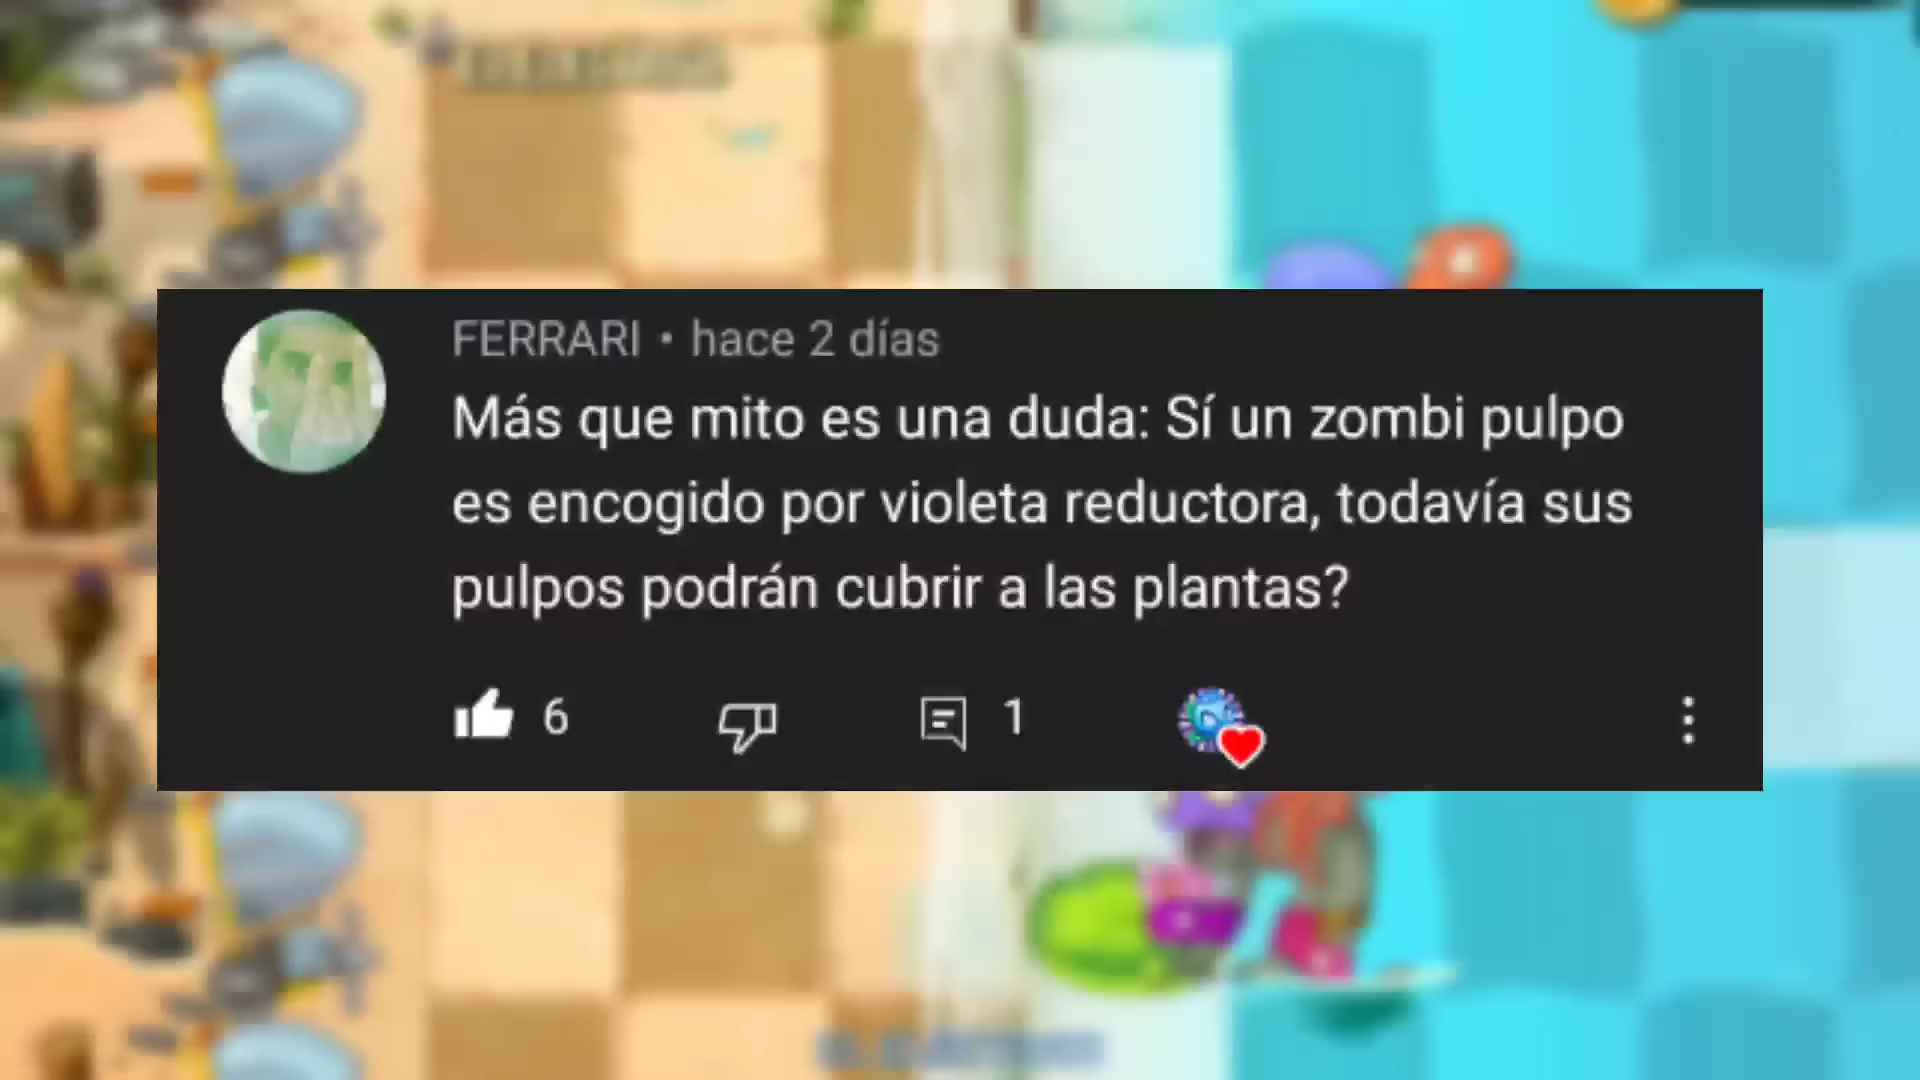 FERRARI • hace 2 días
Más que mito es una duda: Sí un zombi pulpo
es encogido por violeta reductora, todavía sus
pulpos podrán cubrir a las plantas?
6 1